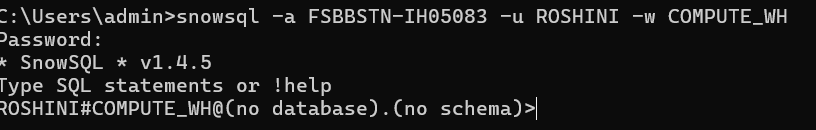 C:\Users\admin>snowsql -a FSBBSTN-IH05083 -u ROSHINI -w COMPUTE_WH
Password:
* SnowSQL * v1.4.5
Type SQL statements or !help
ROSHINI#COMPUTE_WH@(no database).(no schema)>